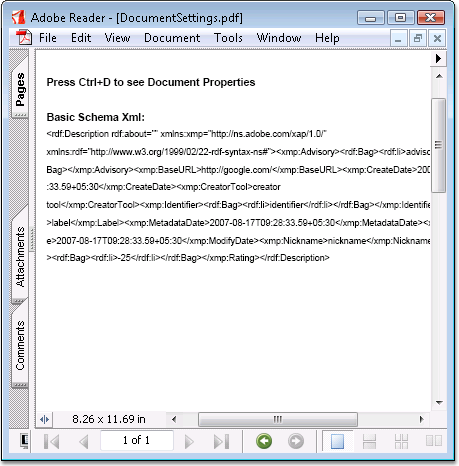 Adobe Reader - [DocumentSettings.pdf]
File Edit View Document Tools Window Help
Pages
Attachments
Comments
Press Ctrl+D to see Document Properties
Basic Schema Xml:
<rdf:Description rdf:about="" xmlns:xmp="http://ns.adobe.com/xap/1.0/"
xmlns:rdf="http://www.w3.org/1999/02/22-rdf-syntax-ns#"><xmp:Advisory><rdf:Bag><rdf:li>adviso
Bag></xmp:Advisory><xmp:BaseURL>http://google.com/</xmp:BaseURL><xmp:CreateDate>200
:33.59+05:30</xmp:CreateDate><xmp:CreatorTool>creator
tool</xmp:CreatorTool><xmp:Identifier><rdf:Bag><rdf:li>identifier</rdf:li></rdf:Bag></xmp:Identifie
>label</xmp:Label><xmp:MetadataDate>2007-08-17T09:28:33.59+05:30</xmp:MetadataDate><x
e>2007-08-17T09:28:33.59+05:30</xmp:ModifyDate><xmp:Nickname>nickname</xmp:Nicknam
><rdf:Bag><rdf:li>-25</rdf:li></rdf:Bag></xmp:Rating></rdf:Description>
8.26 x 11.69 in
1 of 1